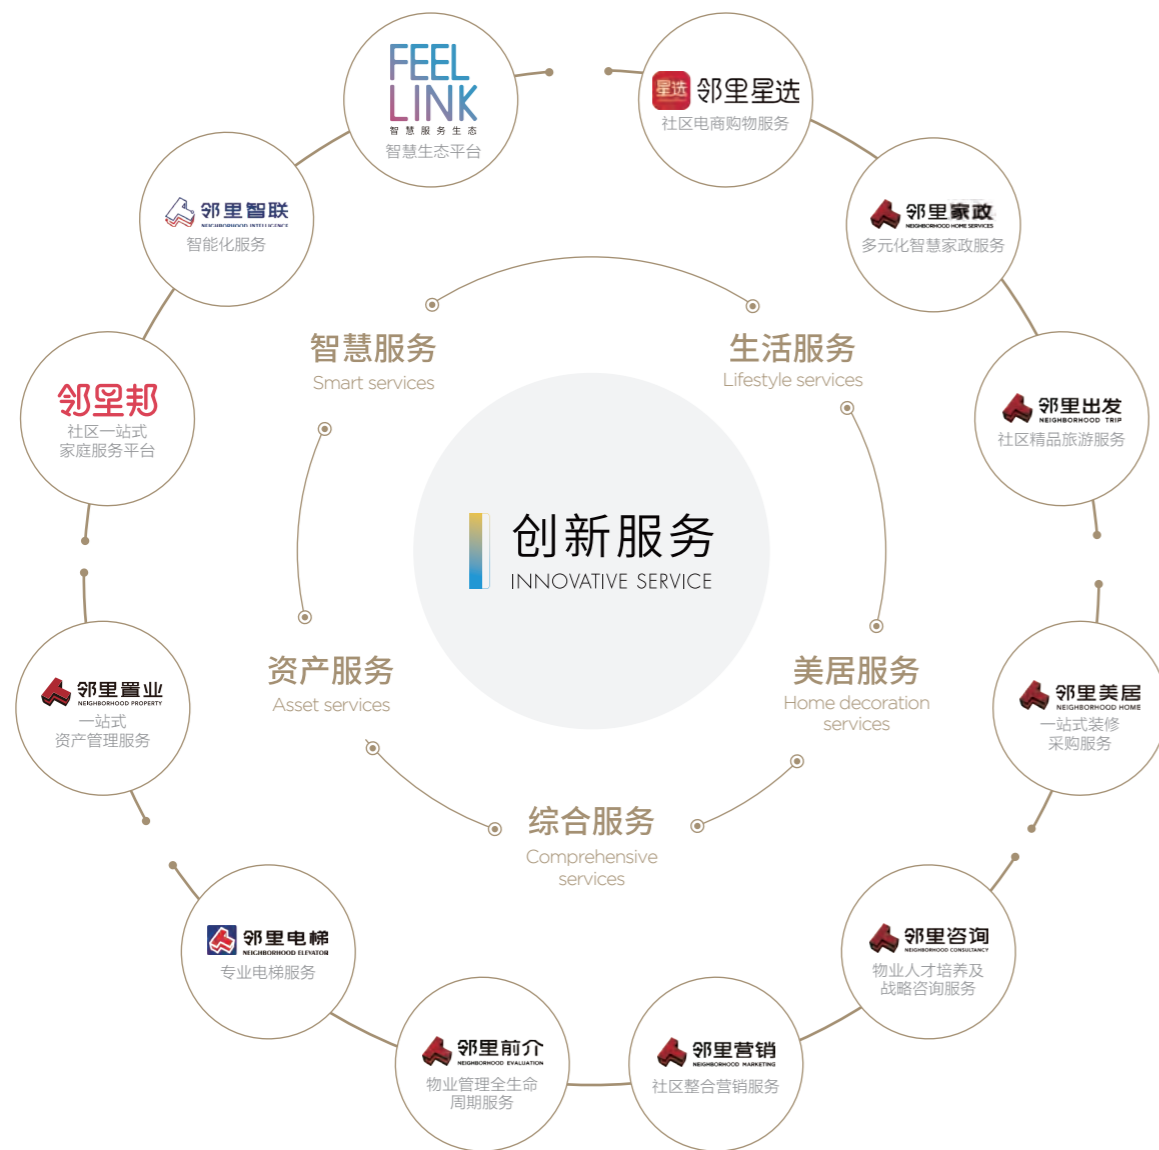 FEEL
LINK
智慧服务生态
智慧生态平台
星选
邻里星选
社区电商购物服务
邻里智联
NEIGHBORHOOD INTELLIGENCE
智能化服务
邻里家政
NEIGHBORHOOD HOME SERVICES
多元化智慧家政服务
智慧服务
Smart services
生活服务
Lifestyle services
邻里邦
社区一站式
家庭服务平台
邻里出发
NEIGHBORHOOD TRIP
社区精品旅游服务
创新服务
INNOVATIVE SERVICE
资产服务
Asset services
美居服务
Home decoration
services
邻里置业
NEIGHBORHOOD PROPERTY
一站式
资产管理服务
邻里美居
NEIGHBORHOOD HOME
一站式装修
采购服务
综合服务
Comprehensive
services
邻里电梯
NEIGHBORHOOD ELEVATOR
专业电梯服务
邻里咨询
NEIGHBORHOOD CONSULTANCY
物业人才培养及
战略咨询服务
邻里前介
NEIGHBORHOOD EVALUATION
物业管理全生命
周期服务
邻里营销
NEIGHBORHOOD MARKETING
社区整合营销服务